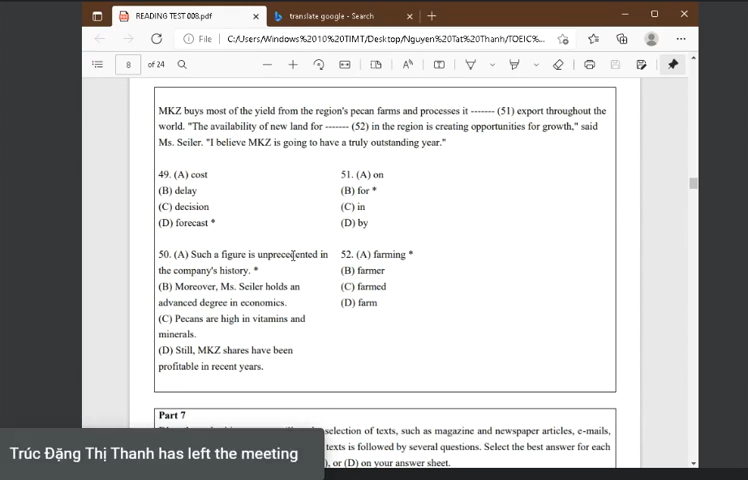 READING TEST 008.pdf
translate google - Search
File
C:/Users/Windows%2010%20TIMT/Desktop/Nguyen%20Tat%20Thanh/TOEIC%...
8 of 24
MKZ buys most of the yield from the region's pecan farms and processes it ------- (51) export throughout the
world. "The availability of new land for ------- (52) in the region is creating opportunities for growth," said
Ms. Seiler. "I believe MKZ is going to have a truly outstanding year."
49. (A) cost
(B) delay
(C) decision
(D) forecast *
51. (A) on
(B) for *
(C) in
(D) by
50. (A) Such a figure is unprecedented in
the company's history. *
(B) Moreover, Ms. Seiler holds an
advanced degree in economics.
(C) Pecans are high in vitamins and
minerals.
(D) Still, MKZ shares have been
profitable in recent years.
52. (A) farming *
(B) farmer
(C) farmed
(D) farm
Part 7
selection of texts, such as magazine and newspaper articles, e-mails,
texts is followed by several questions. Select the best answer for each
), or (D) on your answer sheet.
Trúc Đặng Thị Thanh has left the meeting